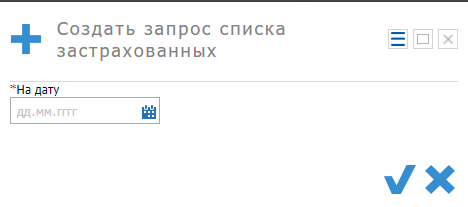 Создать запрос списка
застрахованных
*На дату
дд.мм.гггг